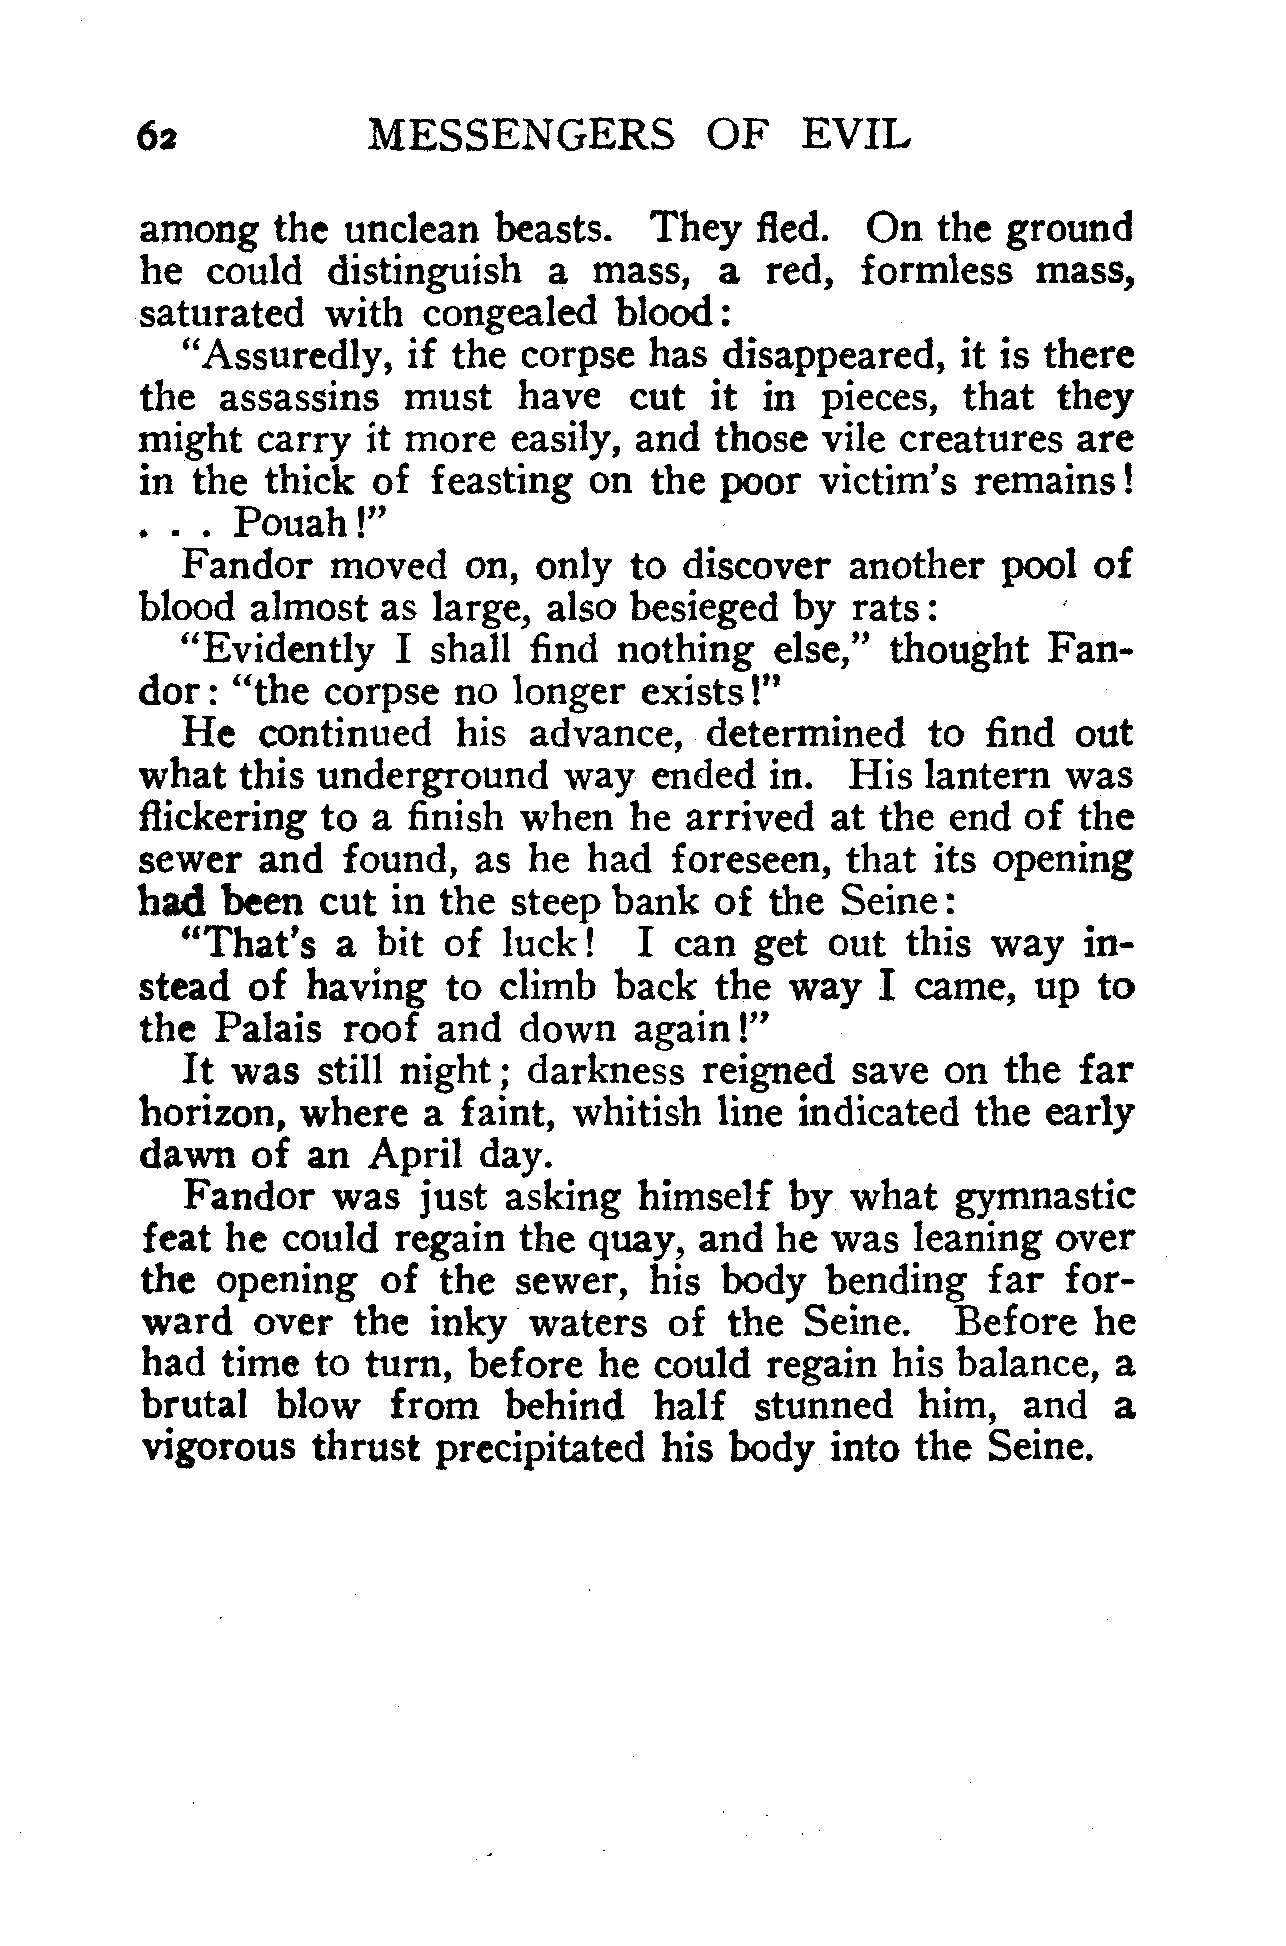 62 MESSENGERS OF EVIL
among the unclean beasts. They fled. On the ground
he could distinguish a mass, a red, formless mass,
saturated with congealed blood:
"Assuredly, if the corpse has disappeared, it is there
the assassins must have cut it in pieces, that they
might carry it more easily, and those vile creatures are
in the thick of feasting on the poor victim's remains!
. . . Pouah!"
Fandor moved on, only to discover another pool of
blood almost as large, also besieged by rats:
"Evidently I shall find nothing else," thought Fan-
dor: "the corpse no longer exists!"
He continued his advance, determined to find out
what this underground way ended in. His lantern was
flickering to a finish when he arrived at the end of the
sewer and found, as he had foreseen, that its opening
had been cut in the steep bank of the Seine:
"That's a bit of luck! I can get out this way in-
stead of having to climb back the way I came, up to
the Palais roof and down again!"
It was still night; darkness reigned save on the far
horizon, where a faint, whitish line indicated the early
dawn of an April day.
Fandor was just asking himself by what gymnastic
feat he could regain the quay, and he was leaning over
the opening of the sewer, his body bending far for-
ward over the inky waters of the Seine. Before he
had time to turn, before he could regain his balance, a
brutal blow from behind half stunned him, and a
vigorous thrust precipitated his body into the Seine.